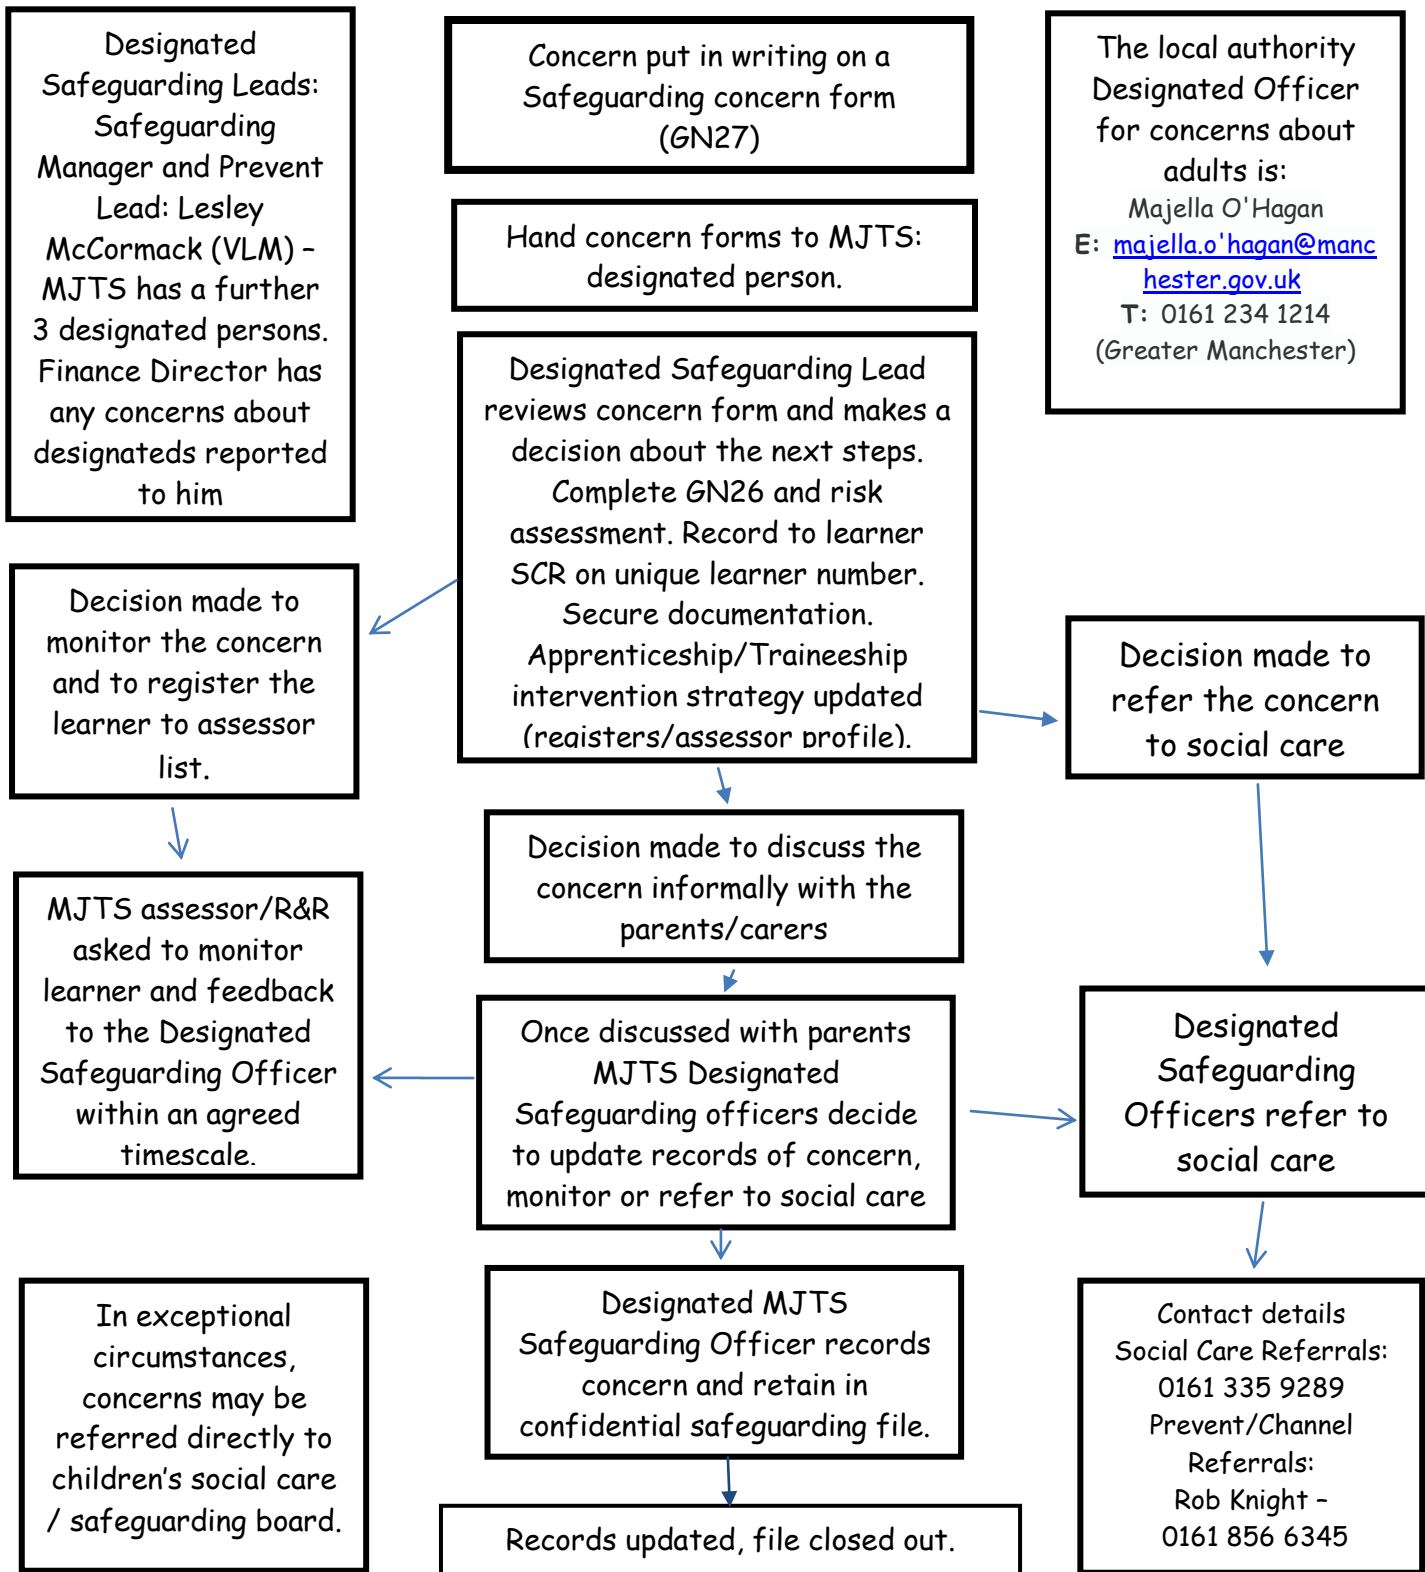 Designated
Safeguarding Leads:
Safeguarding
Manager and Prevent
Lead: Lesley
McCormack (VLM) –
MJTS has a further
3 designated persons.
Finance Director has
any concerns about
designateds reported
to him
Concern put in writing on a
Safeguarding concern form
(GN27)
The local authority
Designated Officer
for concerns about
adults is:
Majella O'Hagan
E: majella.o'hagan@manc
hester.gov.uk
T: 0161 234 1214
(Greater Manchester)
Hand concern forms to MJTS:
designated person.
Designated Safeguarding Lead
reviews concern form and makes a
decision about the next steps.
Complete GN26 and risk
assessment. Record to learner
SCR on unique learner number.
Secure documentation.
Apprenticeship/Traineeship
intervention strategy updated
(registers/assessor profile).
Decision made to
monitor the concern
and to register the
learner to assessor
list.
Decision made to
refer the concern
to social care
Decision made to discuss the
concern informally with the
parents/carers
MJTS assessor/R&R
asked to monitor
learner and feedback
to the Designated
Safeguarding Officer
within an agreed
timescale.
Once discussed with parents
MJTS Designated
Safeguarding officers decide
to update records of concern,
monitor or refer to social care
Designated
Safeguarding
Officers refer to
social care
In exceptional
circumstances,
concerns may be
referred directly to
children's social care
/ safeguarding board.
Designated MJTS
Safeguarding Officer records
concern and retain in
confidential safeguarding file.
Contact details
Social Care Referrals:
0161 335 9289
Prevent/Channel
Referrals:
Rob Knight –
0161 856 6345
Records updated, file closed out.